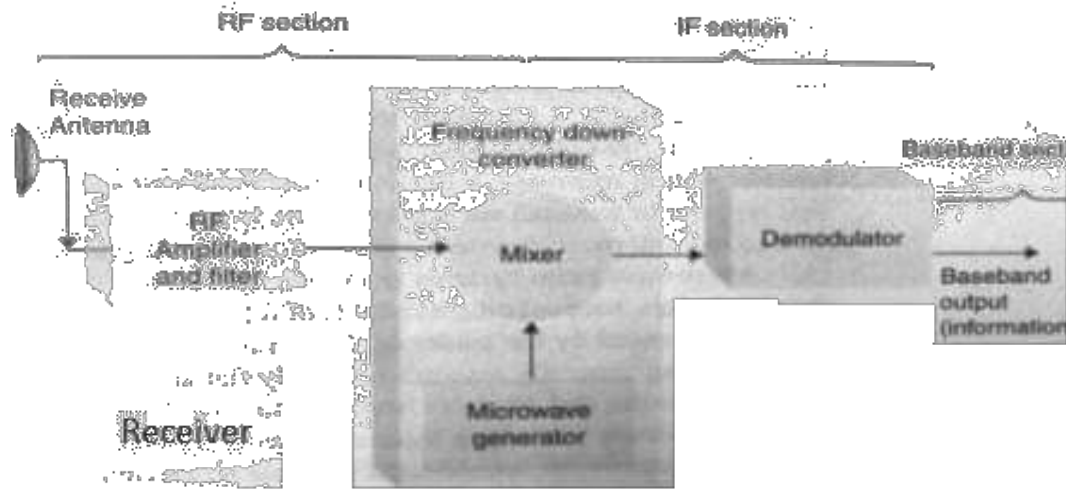 RF section
IF section
Receive
Antenna
Frequency down-
converter
Baseband secti
RF
Amplifier
and filter
Mixer
Demodulator
Baseband
output
(information
Microwave
generator
Receiver